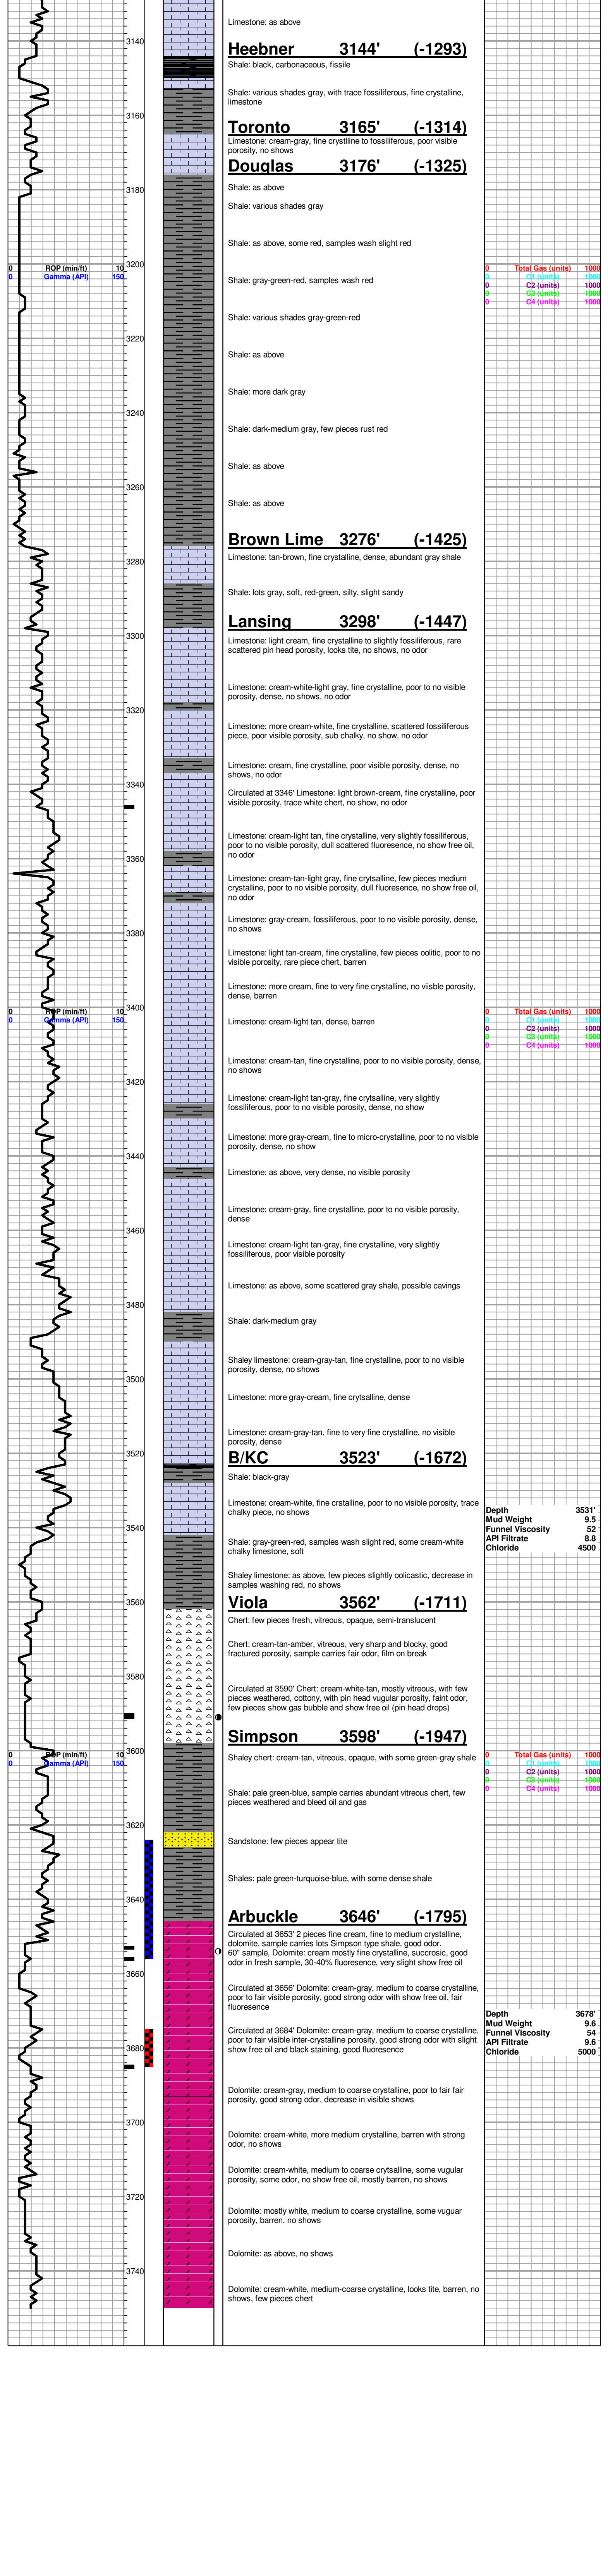 Limestone: as above
3140
Heebner 3144' (-1293)
Shale: black, carbonaceous, fissile
Shale: various shades gray, with trace fossiliferous, fine crystalline,
limestone
3160
Toronto 3165' (-1314)
Limestone: cream-gray, fine crystlline to fossiliferous, poor visible
porosity, no shows
Douglas 3176' (-1325)
Shale: as above
3180
Shale: various shades gray
Shale: as above, some red, samples wash slight red
3200
0 ROP (min/ft) 10
0 Gamma (API) 150
0 Total Gas (units) 1000
0 C1 (units) 1000
0 C2 (units) 1000
0 C3 (units) 1000
0 C4 (units) 1000
Shale: gray-green-red, samples wash red
Shale: various shades gray-green-red
3220
Shale: as above
Shale: more dark gray
3240
Shale: dark-medium gray, few pieces rust red
Shale: as above
3260
Shale: as above
Brown Lime 3276' (-1425)
Limestone: tan-brown, fine crystalline, dense, abundant gray shale
3280
Shale: lots gray, soft, red-green, silty, slight sandy
Lansing 3298' (-1447)
3300
Limestone: light cream, fine crystalline to slightly fossiliferous, rare
scattered pin head porosity, looks tite, no shows, no odor
Limestone: cream-white-light gray, fine crystalline, poor to no visible
porosity, dense, no shows, no odor
3320
Limestone: more cream-white, fine crystalline, scattered fossiliferous
piece, poor visible porosity, sub chalky, no show, no odor
Limestone: cream, fine crystalline, poor visible porosity, dense, no
shows, no odor
3340
Circulated at 3346' Limestone: light brown-cream, fine crystalline, poor
visible porosity, trace white chert, no show, no odor
Limestone: cream-light tan, fine crystalline, very slightly fossiliferous,
poor to no visible porosity, dull scattered fluoresence, no show free oil,
no odor
3360
Limestone: cream-tan-light gray, fine crytsalline, few pieces medium
crystalline, poor to no visible porosity, dull fluoresence, no show free oil,
no odor
Limestone: gray-cream, fossiliferous, poor to no visible porosity, dense,
no shows
3380
Limestone: light tan-cream, fine crystalline, few pieces oolitic, poor to no
visible porosity, rare piece chert, barren
Limestone: more cream, fine to very fine crystalline, no viisble porosity,
dense, barren
3400
0 ROP (min/ft) 10
0 Gamma (API) 150
0 Total Gas (units) 1000
0 C1 (units) 1000
0 C2 (units) 1000
0 C3 (units) 1000
0 C4 (units) 1000
Limestone: cream-light tan, dense, barren
Limestone: cream-tan, fine crystalline, poor to no visible porosity, dense,
no shows
3420
Limestone: cream-light tan-gray, fine crytsalline, very slightly
fossiliferous, poor to no visible porosity, dense, no show
Limestone: more gray-cream, fine to micro-crystalline, poor to no visible
porosity, dense, no show
3440
Limestone: as above, very dense, no visible porosity
Limestone: cream-gray, fine crystalline, poor to no visible porosity,
dense
3460
Limestone: cream-light tan-gray, fine crystalline, very slightly
fossiliferous, poor visible porosity
Limestone: as above, some scattered gray shale, possible cavings
3480
Shale: dark-medium gray
Shaley limestone: cream-gray-tan, fine crystalline, poor to no visible
porosity, dense, no shows
3500
Limestone: more gray-cream, fine crytsalline, dense
Limestone: cream-gray-tan, fine to very fine crystalline, no visible
porosity, dense
3520
B/KC 3523' (-1672)
Shale: black-gray
Limestone: cream-white, fine crstalline, poor to no visible porosity, trace
chalky piece, no shows
Depth 3531'
Mud Weight 9.5
Funnel Viscosity 52
API Filtrate 8.8
Chloride 4500
3540
Shale: gray-green-red, samples wash slight red, some cream-white
chalky limestone, soft
Shaley limestone: as above, few pieces slightly oolicastic, decrease in
samples washing red, no shows
3560
Viola 3562' (-1711)
Chert: few pieces fresh, vitreous, opaque, semi-translucent
Chert: cream-tan-amber, vitreous, very sharp and blocky, good
fractured porosity, sample carries fair odor, film on break
3580
Circulated at 3590' Chert: cream-white-tan, mostly vitreous, with few
pieces weathered, cottony, with pin head vugular porosity, faint odor,
few pieces show gas bubble and show free oil (pin head drops)
Simpson 3598' (-1947)
3600
0 ROP (min/ft) 10
0 Gamma (API) 150
0 Total Gas (units) 1000
0 C1 (units) 1000
0 C2 (units) 1000
0 C3 (units) 1000
0 C4 (units) 1000
Shaley chert: cream-tan, vitreous, opaque, with some green-gray shale
Shale: pale green-blue, sample carries abundant vitreous chert, few
pieces weathered and bleed oil and gas
3620
Sandstone: few pieces appear tite
Shales: pale green-turquoise-blue, with some dense shale
3640
Arbuckle 3646' (-1795)
Circulated at 3653' 2 pieces fine cream, fine to medium crystalline,
dolomite, sample carries lots Simpson type shale, good odor.
60" sample, Dolomite: cream mostly fine crystalline, sucrosic, good
odor in fresh sample, 30-40% fluoresence, very slight show free oil
3660
Circulated at 3656' Dolomite: cream-gray, medium to coarse crystalline,
poor to fair visible porosity, good strong odor with show free oil, fair
fluoresence
Depth 3678'
Mud Weight 9.6
Funnel Viscosity 54
API Filtrate 9.6
Chloride 5000
Circulated at 3684' Dolomite: cream-gray, medium to coarse crystalline,
poor to fair visible inter-crystalline porosity, good strong odor with slight
show free oil and black staining, good fluoresence
3680
Dolomite: cream-gray, medium to coarse crystalline, poor to fair fair
porosity, good strong odor, decrease in visible shows
3700
Dolomite: cream-white, more medium crystalline, barren with strong
odor, no shows
Dolomite: cream-white, medium to coarse crytsalline, some vugular
porosity, some odor, no show free oil, mostly barren, no shows
3720
Dolomite: mostly white, medium to coarse crystalline, some vuguar
porosity, barren, no shows
Dolomite: as above, no shows
3740
Dolomite: cream-white, medium-coarse crystalline, looks tite, barren, no
shows, few pieces chert